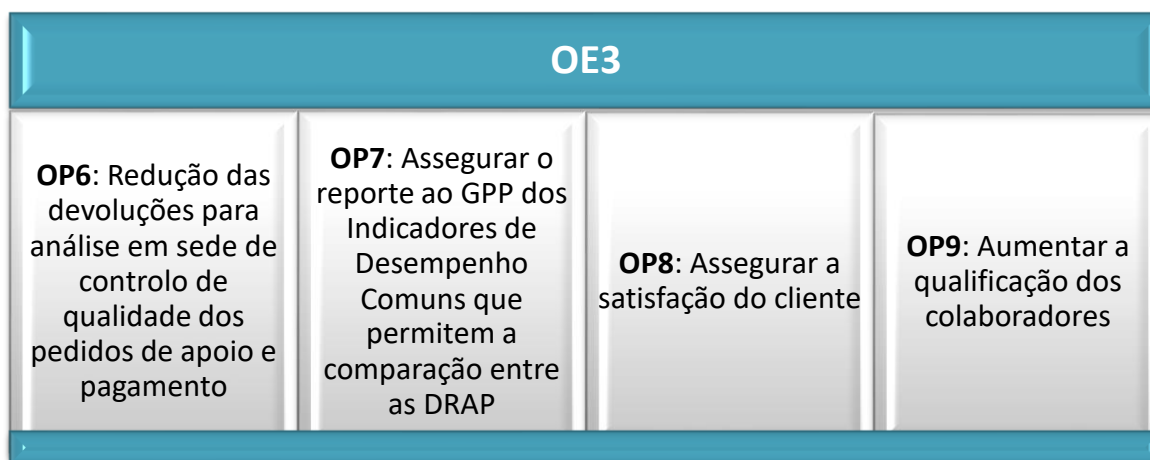 OE3
OP6: Redução das
devoluções para
análise em sede de
controlo de
qualidade dos
pedidos de apoio e
pagamento
OP7: Assegurar o
reporte ao GPP dos
Indicadores de
Desempenho
Comuns que
permitem a
comparação entre
as DRAP
OP8: Assegurar a
satisfação do cliente
OP9: Aumentar a
qualificação dos
colaboradores